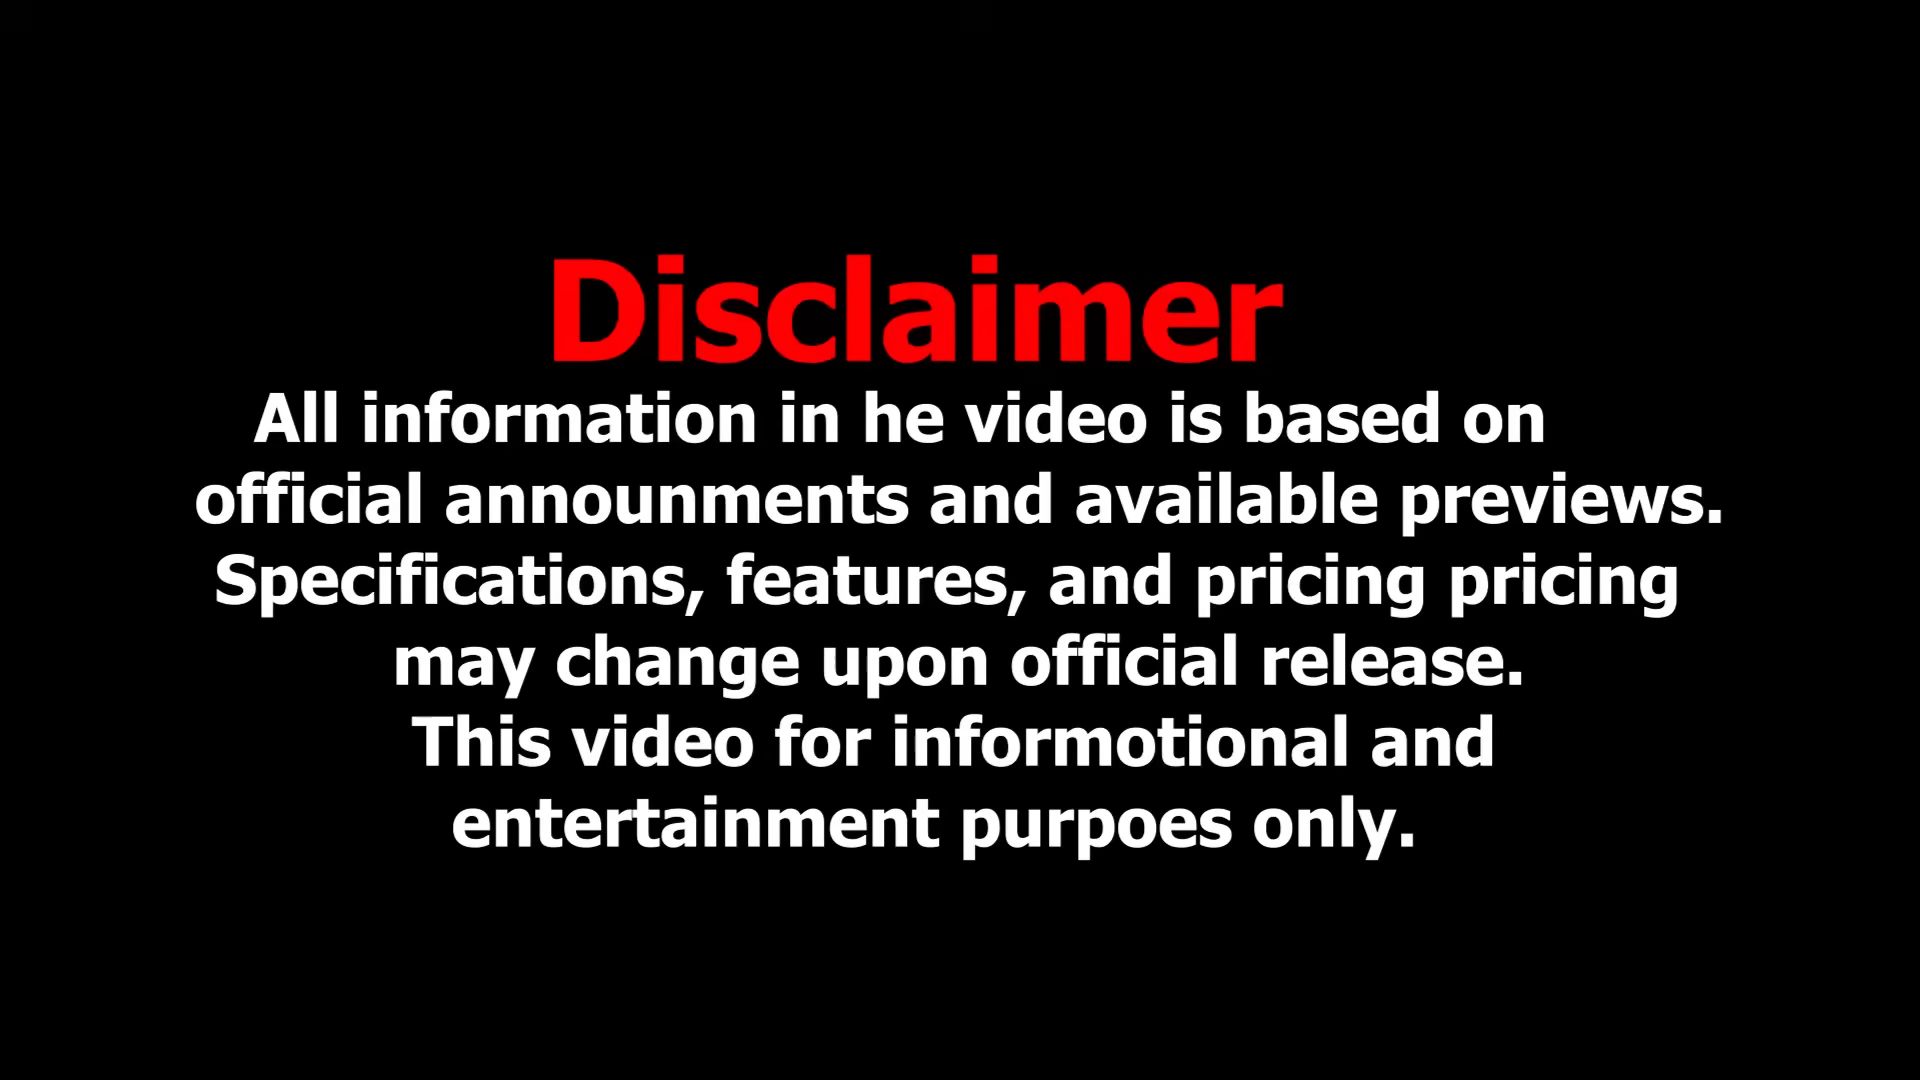 Disclaimer
All information in he video is based on
official announments and available previews.
Specifications, features, and pricing pricing
may change upon official release.
This video for informotional and
entertainment purpoes only.